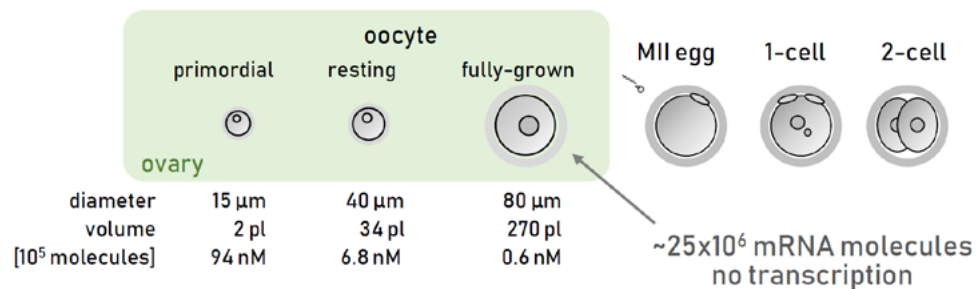 oocyte
primordial resting fully-grown
MII egg 1-cell 2-cell
ovary
diameter 15 µm 40 µm 80 µm
volume 2 pl 34 pl 270 pl
[10⁵ molecules] 94 nM 6.8 nM 0.6 nM
~25x10⁶ mRNA molecules
no transcription